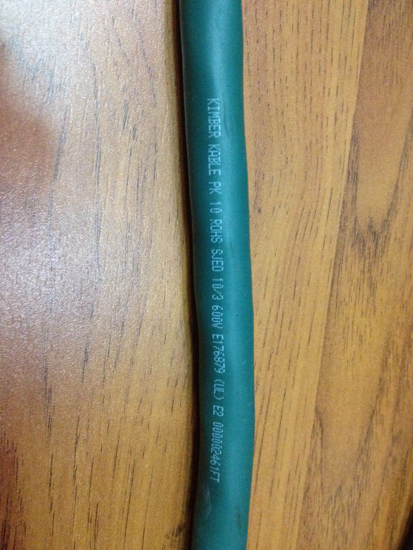 KIMBER KABLE PK 10 ROHS SJEO 10/3 600V E176879 (UL) E2 000002461FT